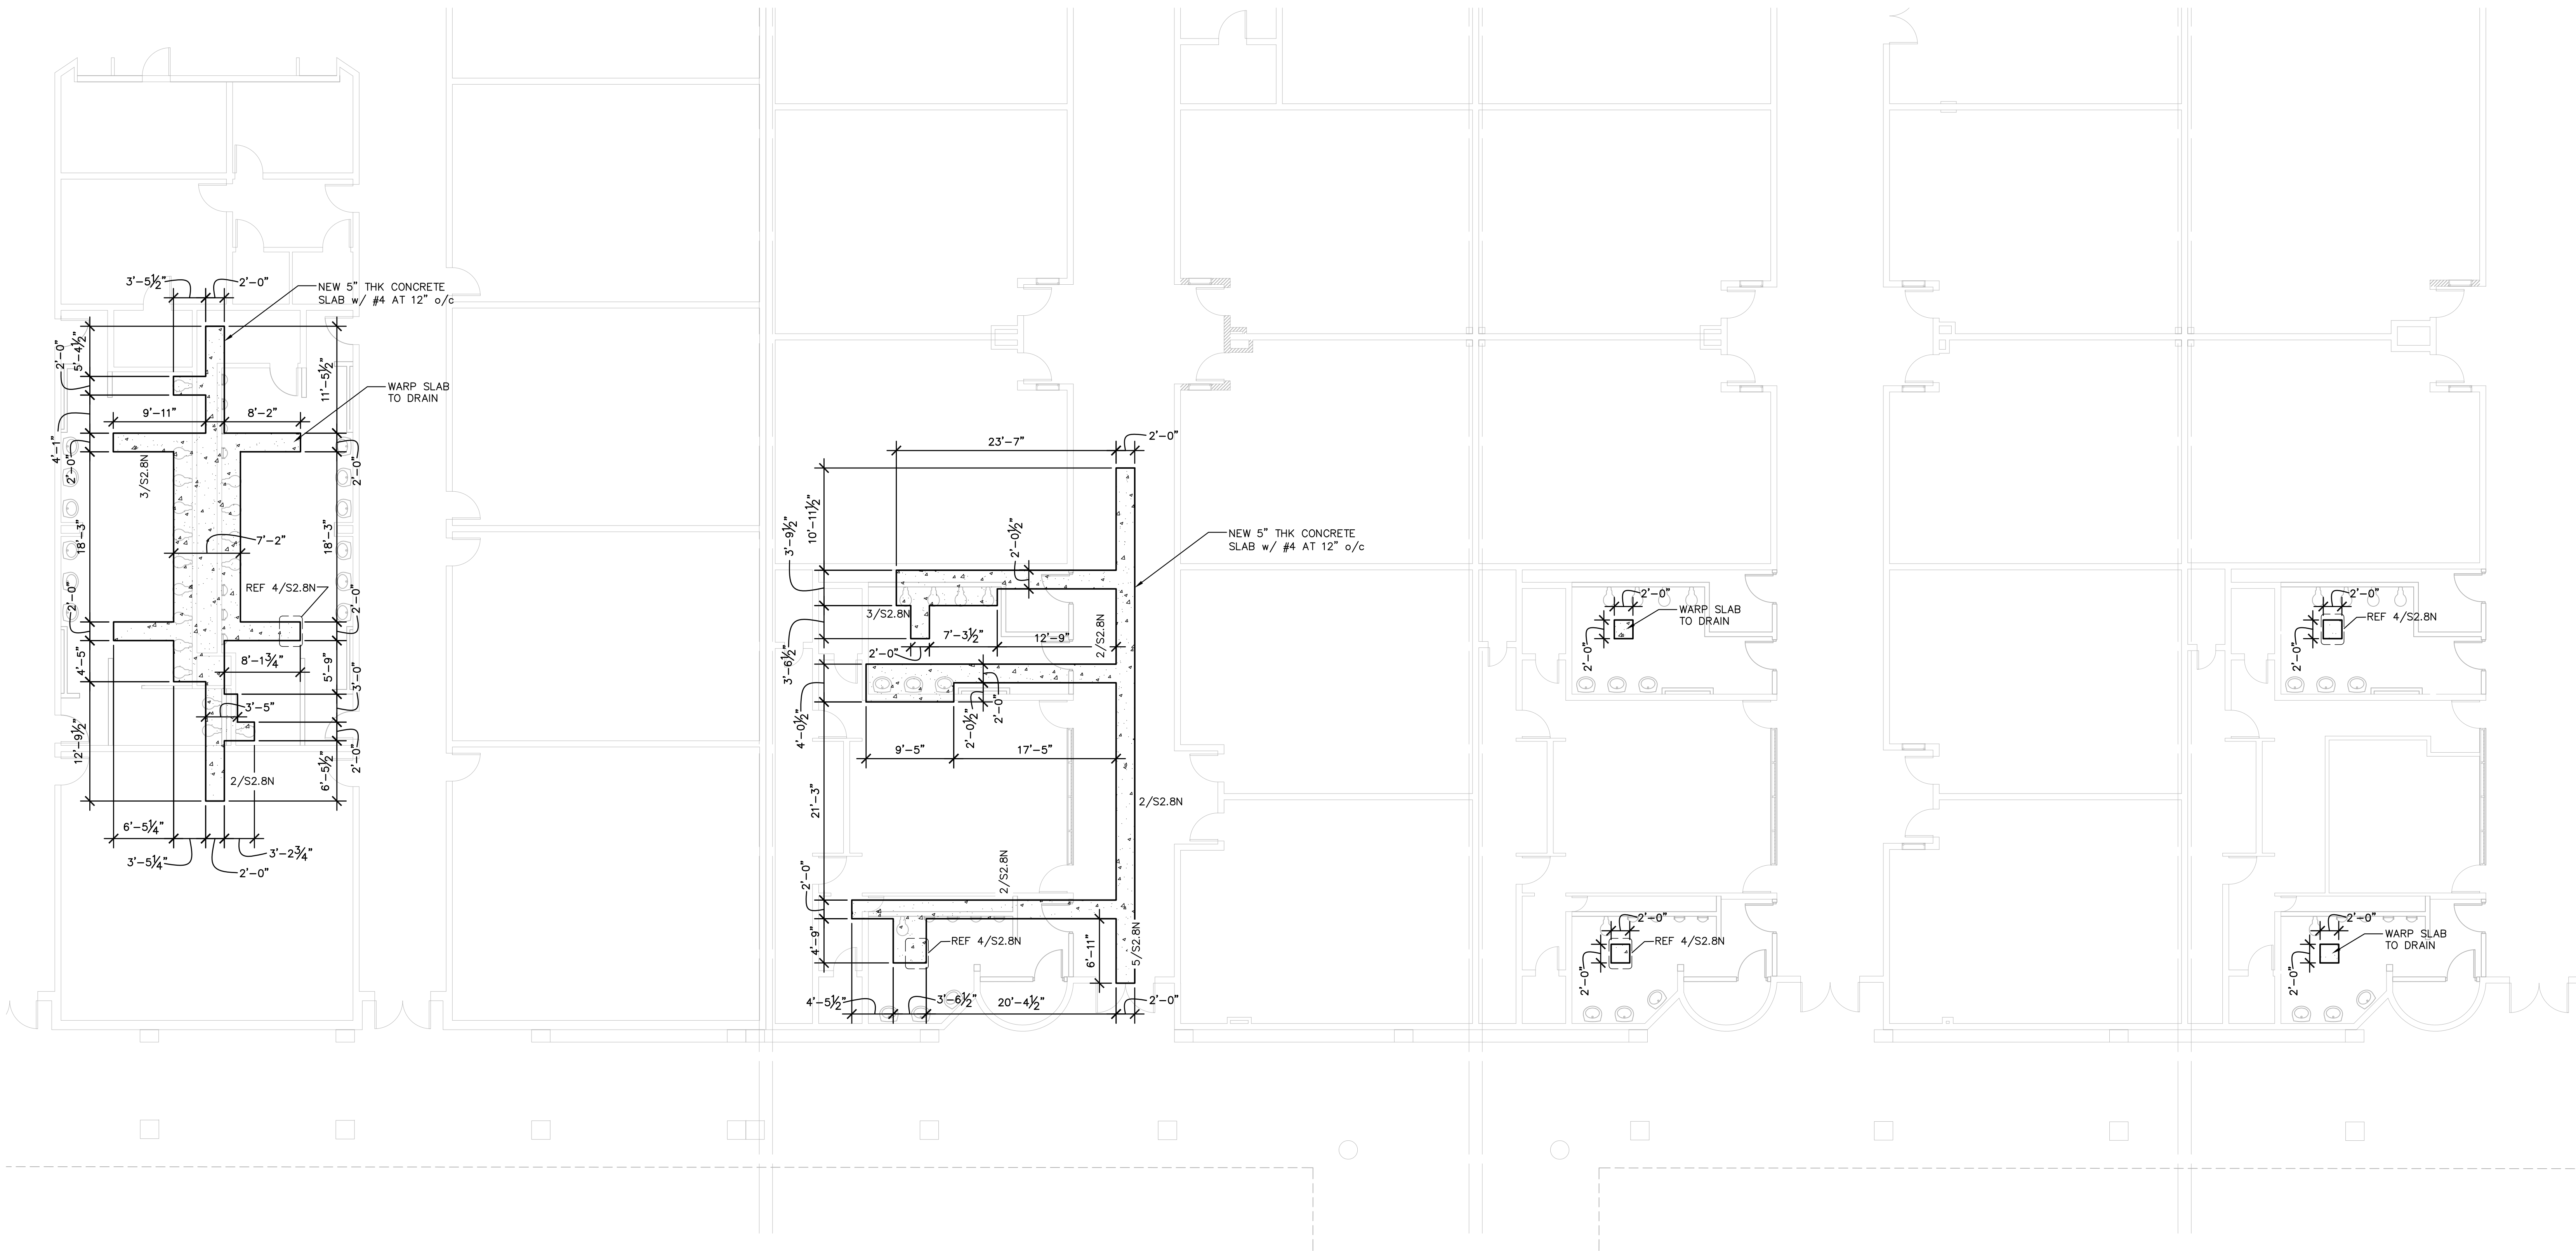 3'-5½"
2'-0"
NEW 5" THK CONCRETE
SLAB w/ #4 AT 12" o/c
5'-4½"
2'-0"
11'-5½"
WARP SLAB
TO DRAIN
9'-11"
8'-2"
4'-1"
2'-0"
3/S2.8N
2'-0"
18'-3"
7'-2"
18'-3"
REF 4/S2.8N
2'-0"
2'-0"
4'-5"
8'-1¾"
5'-9"
3'-0"
3'-5"
12'-9½"
2'-0"
2/S2.8N
6'-5½"
6'-5¼"
3'-5¼"
2'-0"
3'-2¾"
23'-7"
2'-0"
10'-11½"
3'-9½"
2'-0½"
NEW 5" THK CONCRETE
SLAB w/ #4 AT 12" o/c
3/S2.8N
2/S2.8N
3'-6½"
7'-3½"
12'-9"
2'-0"
4'-0½"
2'-0½"
2'-0"
9'-5"
17'-5"
21'-3"
2/S2.8N
2/S2.8N
2'-0"
4'-9"
REF 4/S2.8N
6'-11"
5/S2.8N
4'-5½"
3'-6½"
20'-4½"
2'-0"
2'-0"
WARP SLAB
TO DRAIN
2'-0"
2'-0"
REF 4/S2.8N
2'-0"
2'-0"
REF 4/S2.8N
2'-0"
2'-0"
WARP SLAB
TO DRAIN
2'-0"